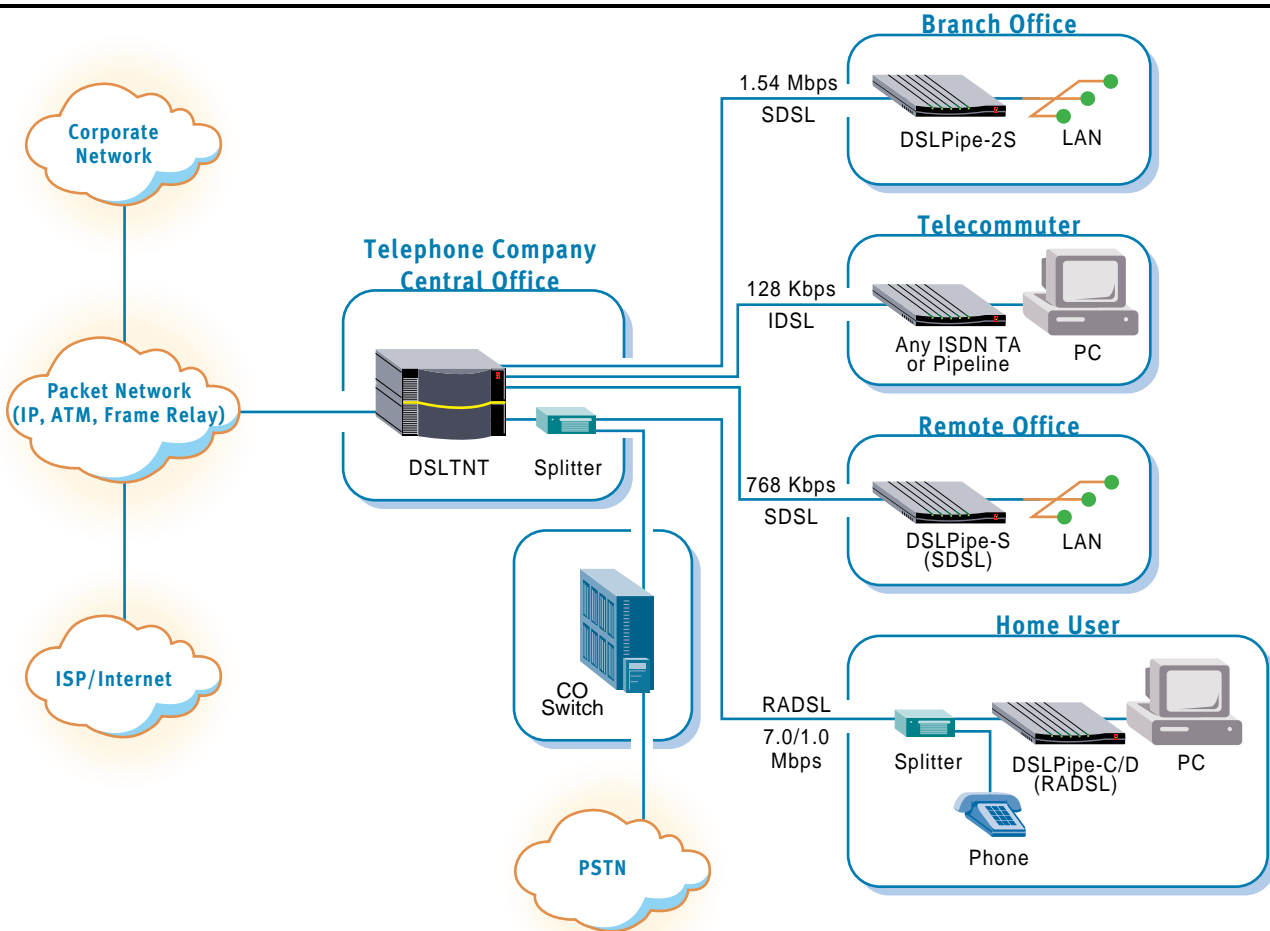 Corporate
Network
Packet Network
(IP, ATM, Frame Relay)
ISP/Internet
Telephone Company
Central Office
DSLTNT
Splitter
CO
Switch
PSTN
Branch Office
1.54 Mbps
SDSL
DSLPipe-2S
LAN
Telecommuter
128 Kbps
IDSL
Any ISDN TA
or Pipeline
PC
Remote Office
768 Kbps
SDSL
DSLPipe-S
(SDSL)
LAN
Home User
RADSL
7.0/1.0
Mbps
Splitter
DSLPipe-C/D
(RADSL)
PC
Phone